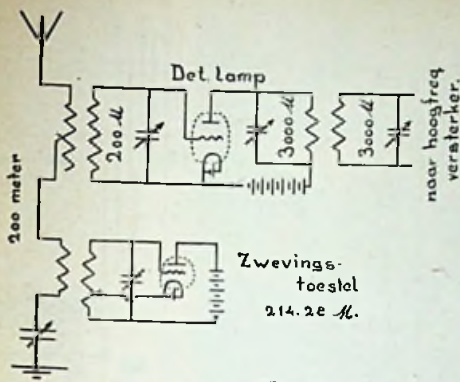 200 meter
Det. lamp
200 M
3000 M
3000 M
naar hoogfreq
versterker.
Zwevings-
toestel
214.28 M.